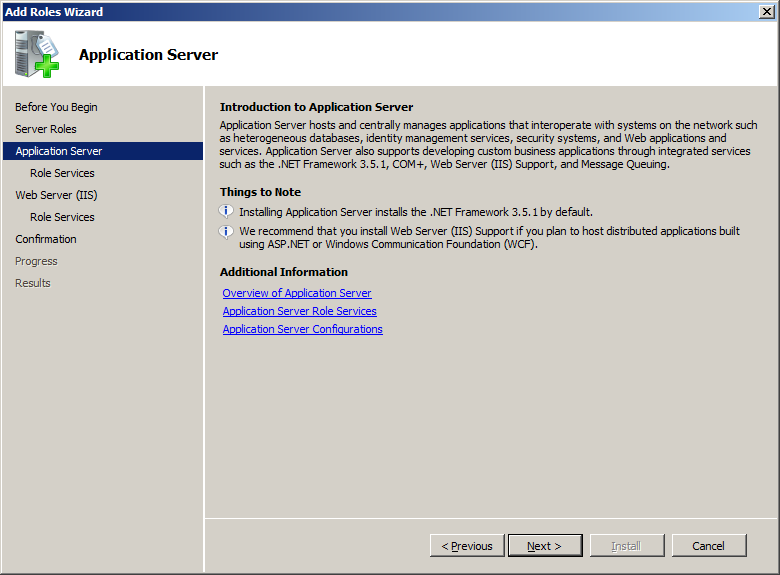 Add Roles Wizard
Application Server
Before You Begin
Server Roles
Application Server
Role Services
Web Server (IIS)
Role Services
Confirmation
Progress
Results
Introduction to Application Server
Application Server hosts and centrally manages applications that interoperate with systems on the network such
as heterogeneous databases, identity management services, security systems, and Web applications and
services. Application Server also supports developing custom business applications through integrated services
such as the .NET Framework 3.5.1, COM+, Web Server (IIS) Support, and Message Queuing.
Things to Note
Installing Application Server installs the .NET Framework 3.5.1 by default.
We recommend that you install Web Server (IIS) Support if you plan to host distributed applications built
using ASP.NET or Windows Communication Foundation (WCF).
Additional Information
Overview of Application Server
Application Server Role Services
Application Server Configurations
< Previous
Next >
Install
Cancel